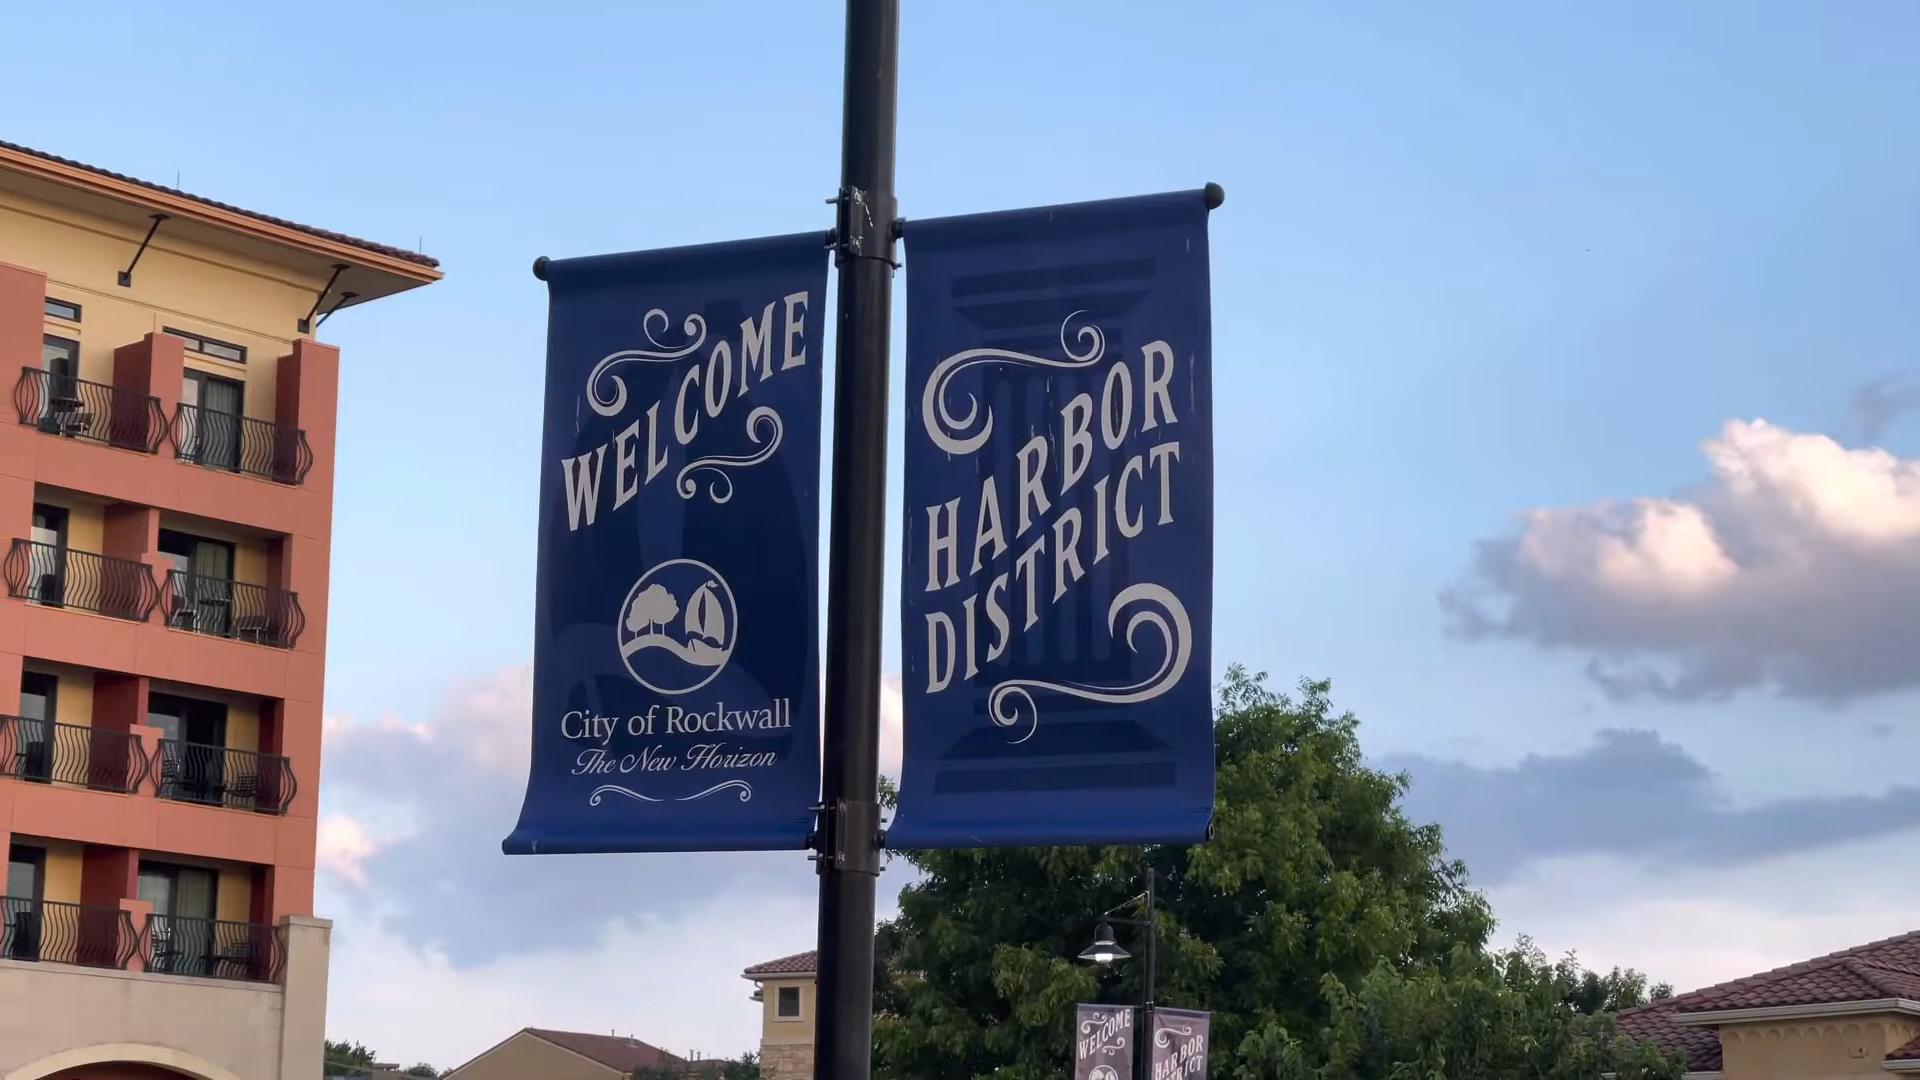 WELCOME
City of Rockwall
The New Horizon
HARBOR
DISTRICT
WELCOME
HARBOR
DISTRICT